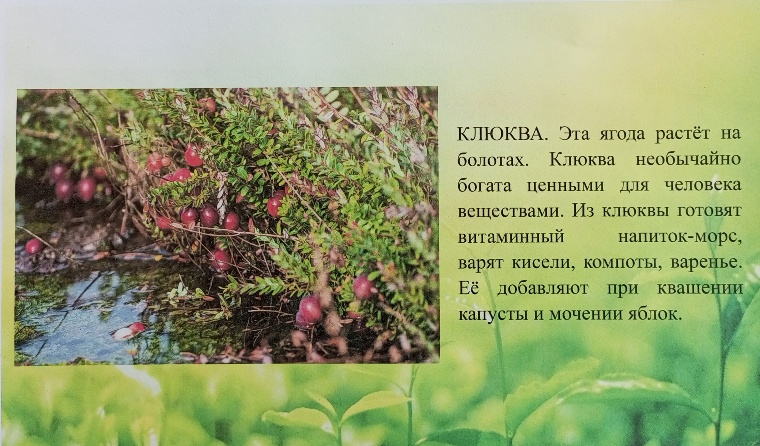 КЛЮКВА. Эта ягода растёт на
болотах. Клюква необычайно
богата ценными для человека
веществами. Из клюквы готовят
витаминный напиток-морс,
варят кисели, компоты, варенье.
Её добавляют при квашении
капусты и мочении яблок.